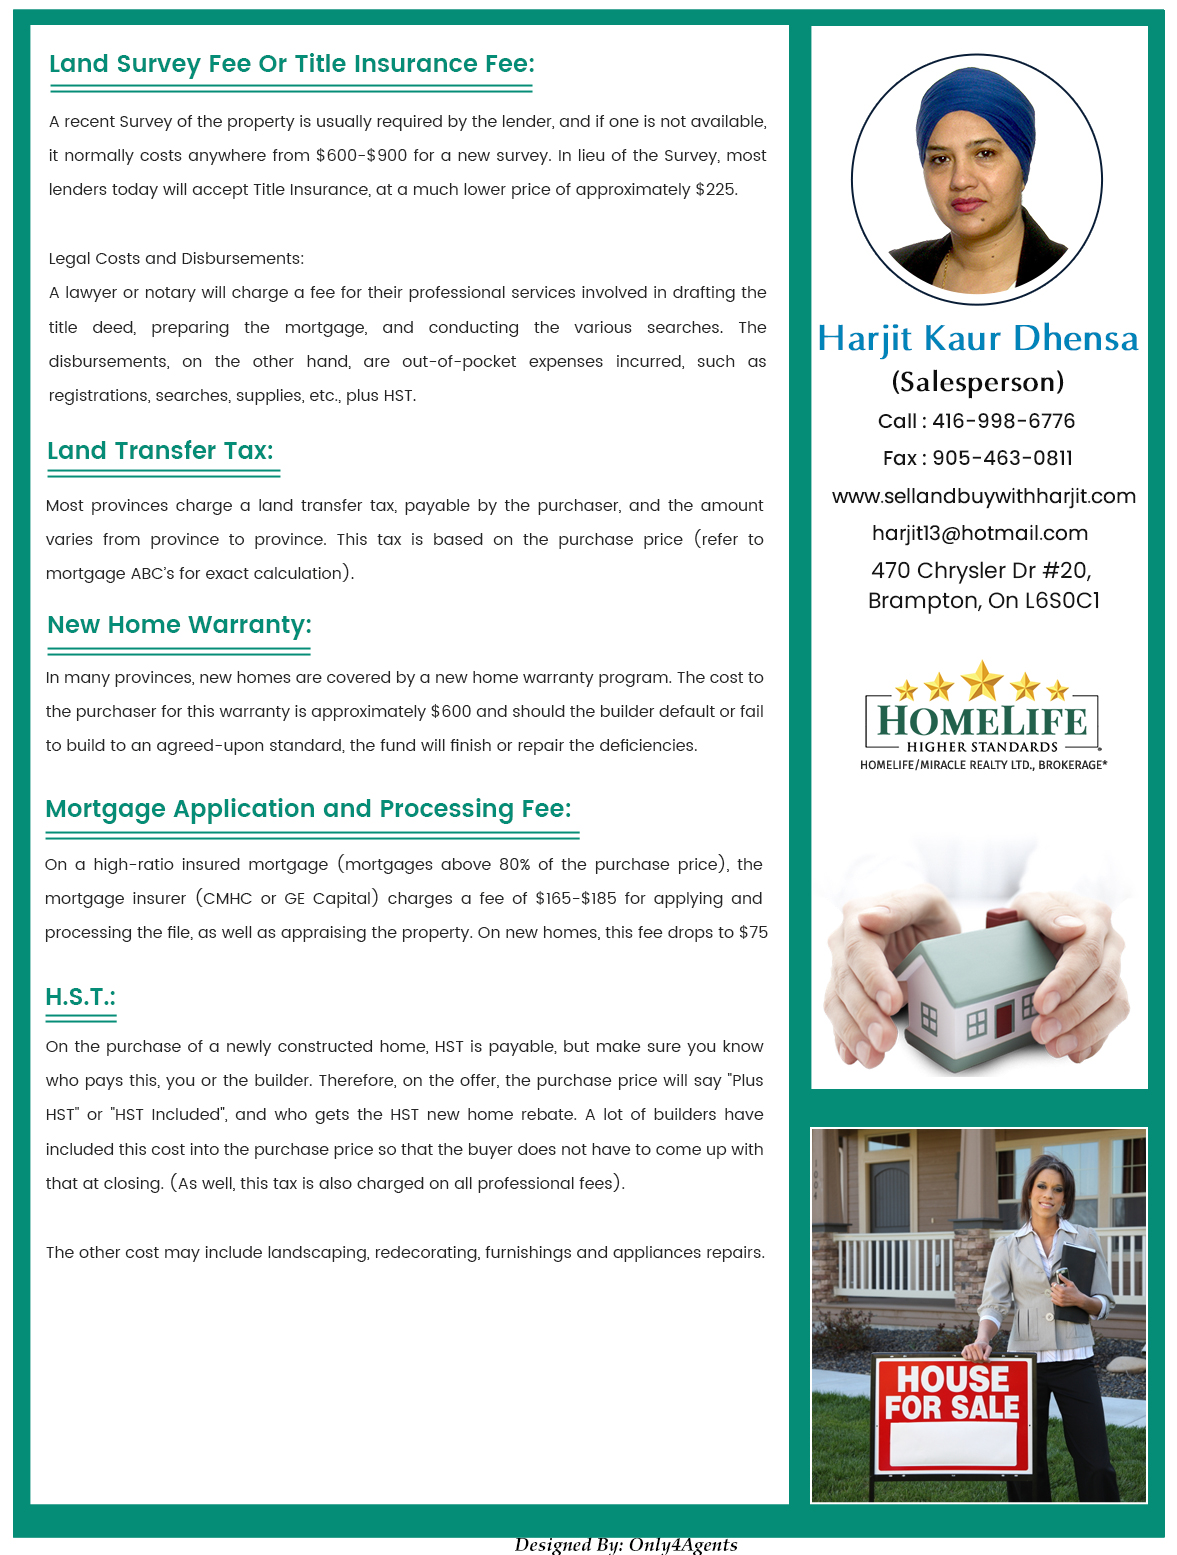 Land Survey Fee Or Title Insurance Fee:
A recent Survey of the property is usually required by the lender, and if one is not available,
it normally costs anywhere from $600-$900 for a new survey. In lieu of the Survey, most
lenders today will accept Title Insurance, at a much lower price of approximately $225.
Legal Costs and Disbursements:
A lawyer or notary will charge a fee for their professional services involved in drafting the
title deed, preparing the mortgage, and conducting the various searches. The
disbursements, on the other hand, are out-of-pocket expenses incurred, such as
registrations, searches, supplies, etc., plus HST.
Land Transfer Tax:
Most provinces charge a land transfer tax, payable by the purchaser, and the amount
varies from province to province. This tax is based on the purchase price (refer to
mortgage ABC's for exact calculation).
New Home Warranty:
In many provinces, new homes are covered by a new home warranty program. The cost to
the purchaser for this warranty is approximately $600 and should the builder default or fail
to build to an agreed-upon standard, the fund will finish or repair the deficiencies.
Mortgage Application and Processing Fee:
On a high-ratio insured mortgage (mortgages above 80% of the purchase price), the
mortgage insurer (CMHC or GE Capital) charges a fee of $165-$185 for applying and
processing the file, as well as appraising the property. On new homes, this fee drops to $75
H.S.T.:
On the purchase of a newly constructed home, HST is payable, but make sure you know
who pays this, you or the builder. Therefore, on the offer, the purchase price will say "Plus
HST" or "HST Included", and who gets the HST new home rebate. A lot of builders have
included this cost into the purchase price so that the buyer does not have to come up with
that at closing. (As well, this tax is also charged on all professional fees).
The other cost may include landscaping, redecorating, furnishings and appliances repairs.
Harjit Kaur Dhensa
(Salesperson)
Call : 416-998-6776
Fax : 905-463-0811
www.sellandbuywithharjit.com
harjit13@hotmail.com
470 Chrysler Dr #20,
Brampton, On L6S0C1
HOMELIFE
HIGHER STANDARDS
HOMELIFE/MIRACLE REALTY LTD., BROKERAGE*
1004
HOUSE
FOR SALE
Designed By: Only4Agents